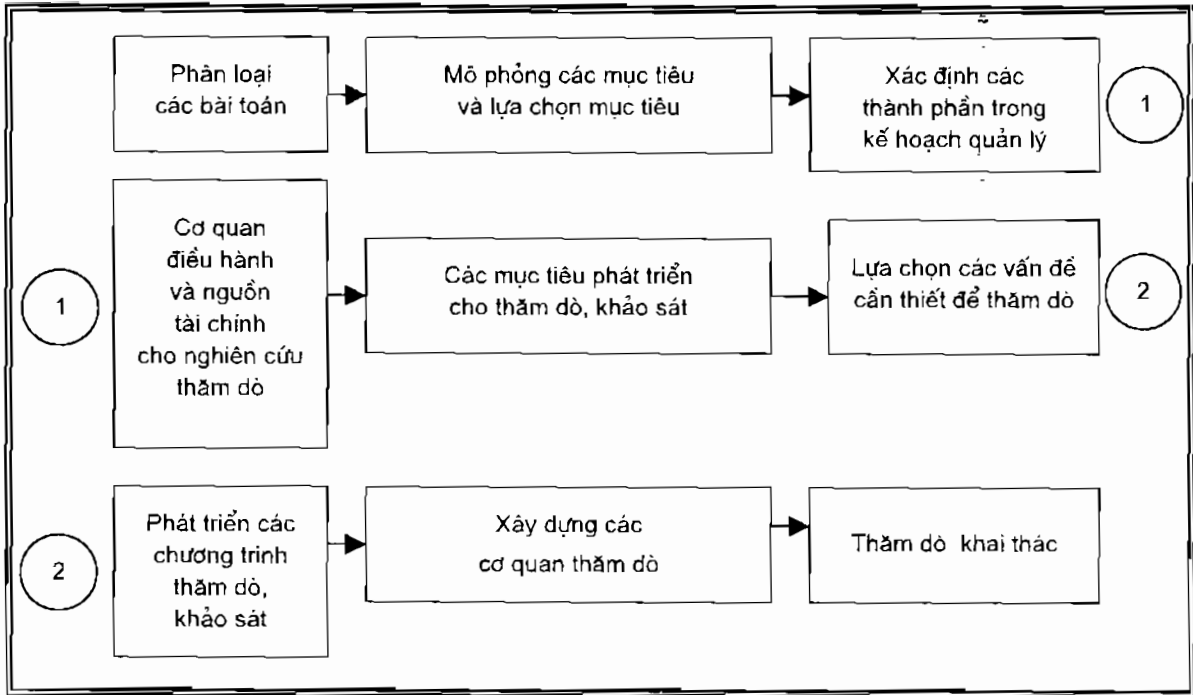 Phân loại
các bài toán
Mô phỏng các mục tiêu
và lựa chọn mục tiêu
Xác định các
thành phần trong
kế hoạch quản lý
1
1
Cơ quan
điều hành
và nguồn
tài chính
cho nghiên cứu
thăm dò
Các mục tiêu phát triển
cho thăm dò, khảo sát
Lựa chọn các vấn đề
cần thiết để thăm dò
2
2
Phát triển các
chương trình
thăm dò,
khảo sát
Xây dựng các
cơ quan thăm dò
Thăm dò khai thác